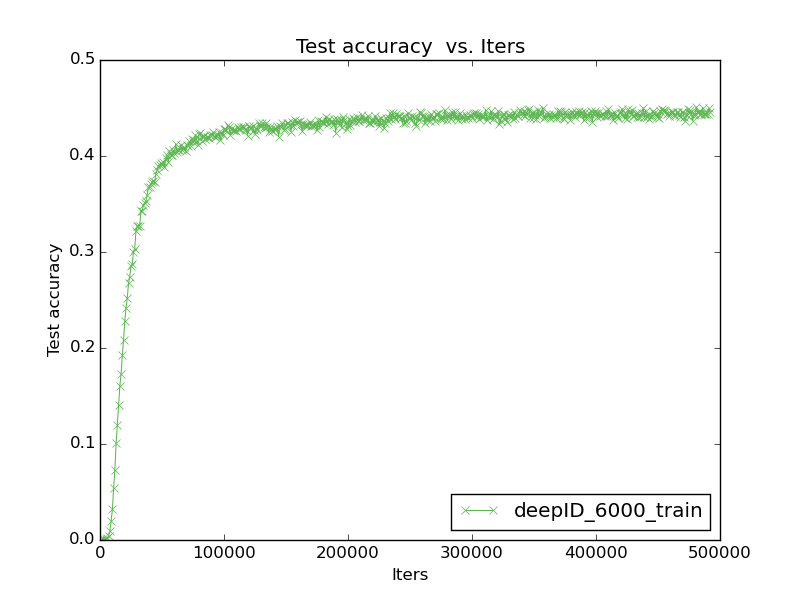 Test accuracy  vs. Iters
0.5
0.4
0.3
0.2
0.1
0.0
Test accuracy
0 100000 200000 300000 400000 500000
Iters
deepID_6000_train